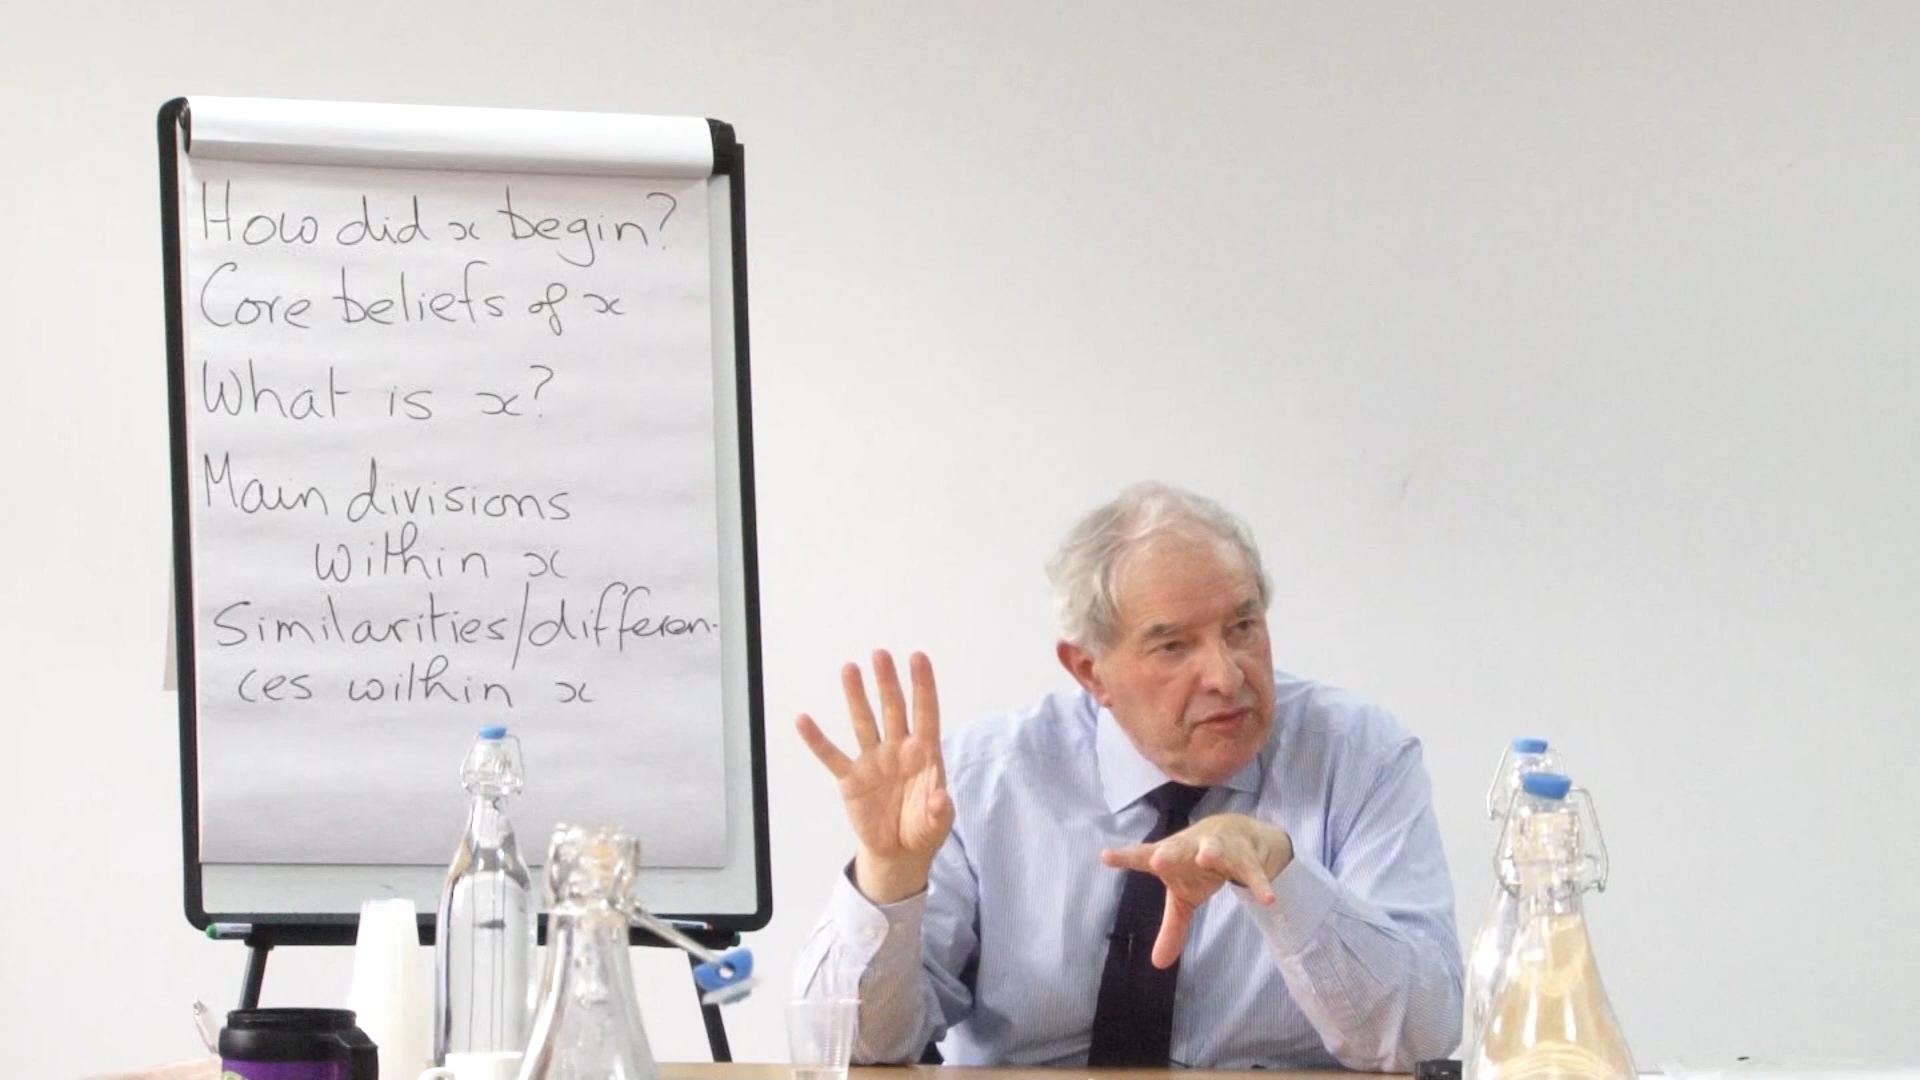 How did x begin?
Core beliefs of x
What is x?
Main divisions
within x
Similarities/differen-
ces within x